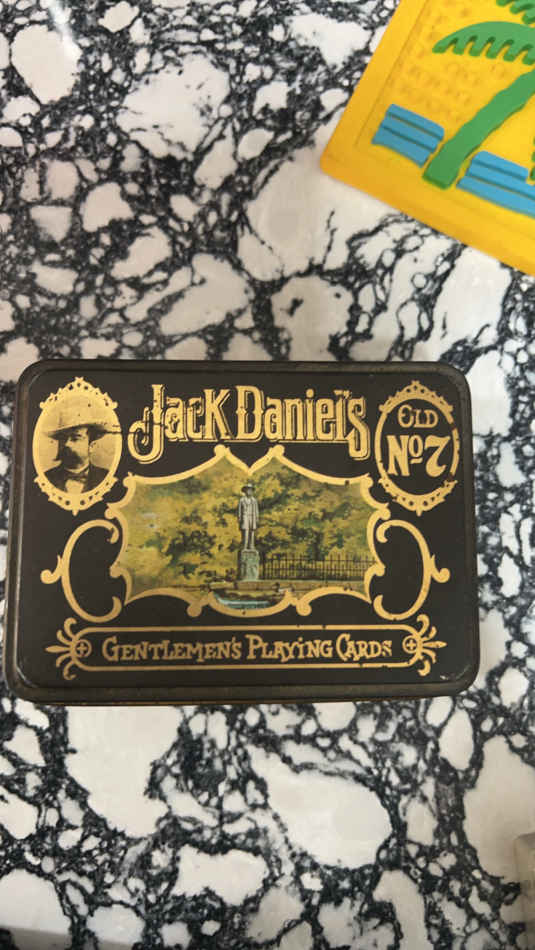 Jack Daniel's
OLD
No 7
GENTLEMEN'S PLAYING CARDS